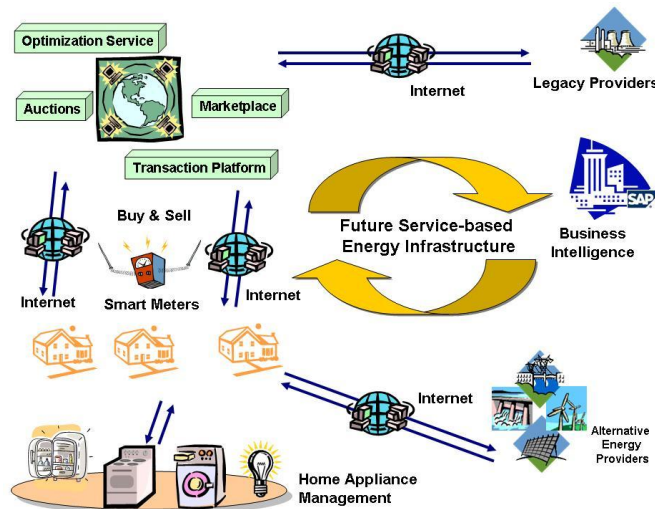 Optimization Service
Auctions
Marketplace
Transaction Platform
Internet
Legacy Providers
Buy & Sell
Internet
Smart Meters
Internet
Future Service-based
Energy Infrastructure
SAP
Business
Intelligence
Internet
Alternative
Energy
Providers
Home Appliance
Management